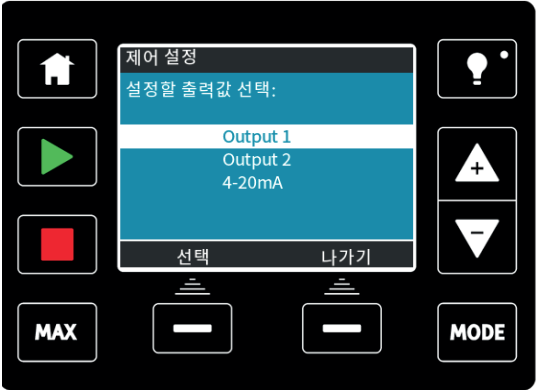 제어 설정
설정할 출력값 선택:
Output 1
Output 2
4-20mA
선택 나가기
MAX
MODE